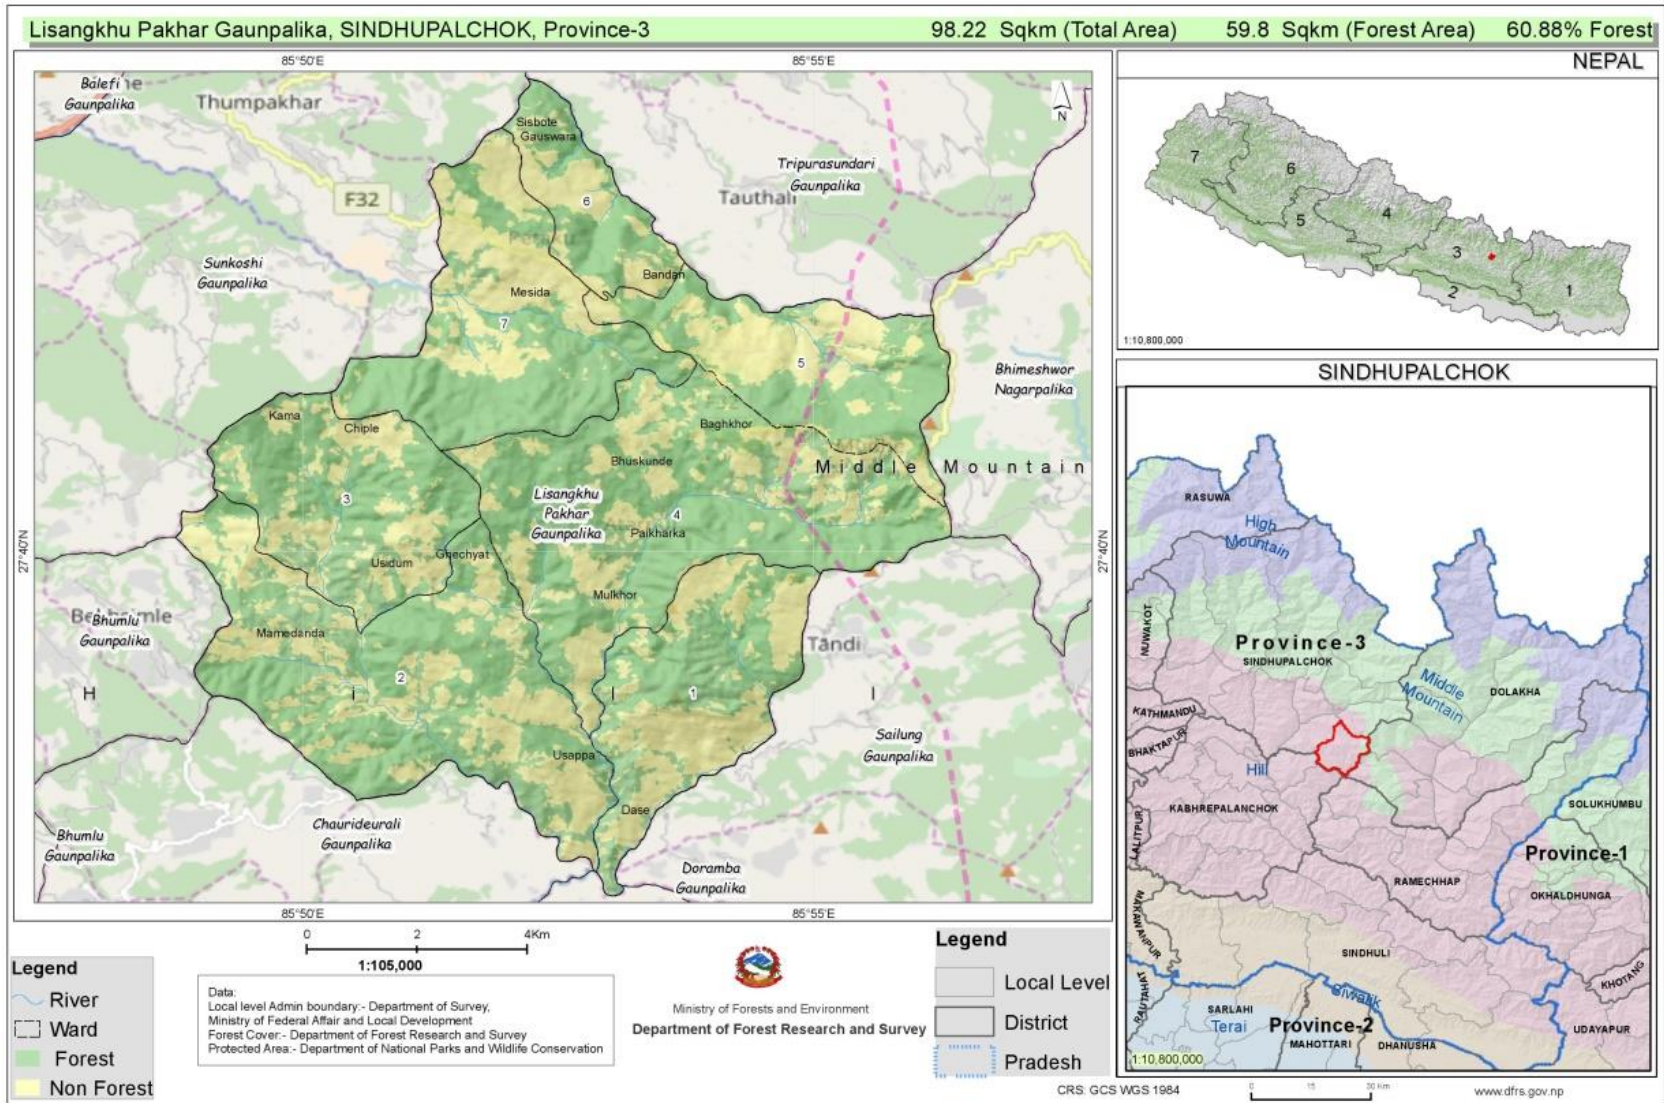 Lisangkhu Pakhar Gaunpalika, SINDHUPALCHOK, Province-3
98.22 Sqkm (Total Area)
59.8 Sqkm (Forest Area)
60.88% Forest
85°50'E
85°55'E
Balefi
Gaunpalika
Thumpakhar
F32
Sunkoshi
Gaunpalika
Sisbote
Gauswara
6
Tripurasundari
Gaunpalika
Tauthali
N
Bandan
Mesida
7
5
Bhimeshwor
Nagarpalika
Kama
Chiple
Baghkhor
Bhuskunde
Middle Mountain
3
Lisangkhu
Pakhar
Gaunpalika
4
Palkharka
27°40'N
27°40'N
Usidum
Ghechyat
Mulkhor
Bhumlu
Gaunpalika
Mamedanda
Tāndi
H i l l
2
1
Usappa
Sailung
Gaunpalika
Dase
Bhumlu
Gaunpalika
Chaurideurali
Gaunpalika
Doramba
Gaunpalika
85°50'E
85°55'E
NEPAL
7
6
5
4
3
2
1
1:10,800,000
SINDHUPALCHOK
RASUWA
High
Mountain
NUWAKOT
Province-3
SINDHUPALCHOK
Middle
Mountain
DOLAKHA
KATHMANDU
BHAKTAPUR
Hill
KABHREPALANCHOK
LALITPUR
SOLUKHUMBU
Province-1
RAMECHHAP
OKHALDHUNGA
MAKAWANPUR
SINDHULI
KHOTANG
RAUTAHAT
SARLAHI
Terai
Siwalik
Province-2
MAHOTTARI
DHANUSHA
UDAYAPUR
1:10,800,000
0 2 4Km
1:105,000
Legend
River
Ward
Forest
Non Forest
Data:
Local level Admin boundary:- Department of Survey,
Ministry of Federal Affair and Local Development
Forest Cover:- Department of Forest Research and Survey
Protected Area:- Department of National Parks and Wildlife Conservation
Ministry of Forests and Environment
Department of Forest Research and Survey
Legend
Local Level
District
Pradesh
CRS: GCS WGS 1984
0 15 30 Km
www.dfrs.gov.np